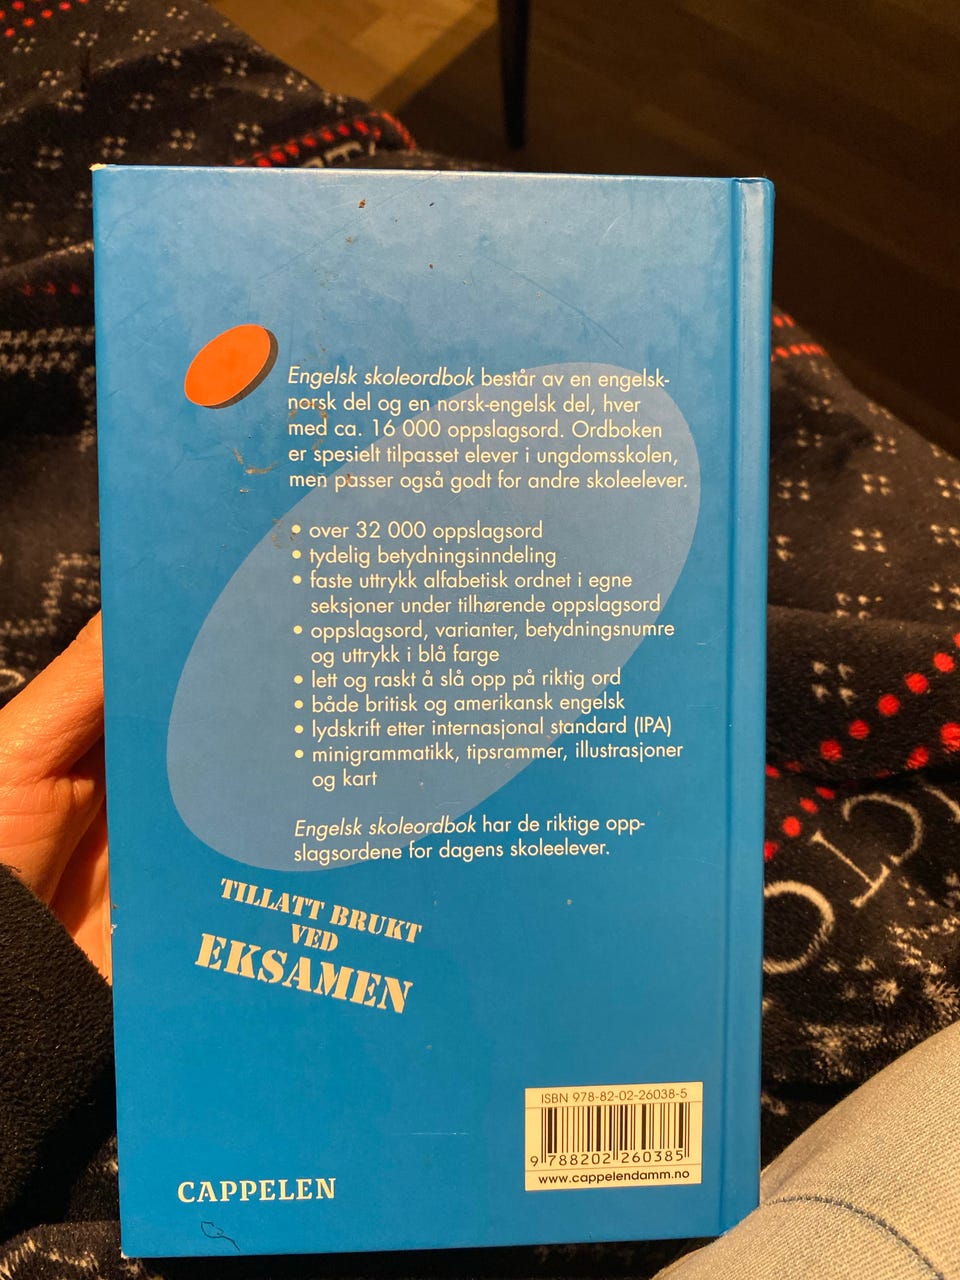 Engelsk skoleordbok består av en engelsk-
norsk del og en norsk-engelsk del, hver
med ca. 16 000 oppslagsord. Ordboken
er spesielt tilpasset elever i ungdomsskolen,
men passer også godt for andre skoleelever.
• over 32 000 oppslagsord
• tydelig betydningsinndeling
• faste uttrykk alfabetisk ordnet i egne
seksjoner under tilhørende oppslagsord
• oppslagsord, varianter, betydningsnumre
og uttrykk i blå farge
• lett og raskt å slå opp på riktig ord
• både britisk og amerikansk engelsk
• lydskrift etter internasjonal standard (IPA)
• minigrammatikk, tipsrammer, illustrasjoner
og kart
Engelsk skoleordbok har de riktige opp-
slagsordene for dagens skoleelever.
TILLATT BRUKT
VED
EKSAMEN
ISBN 978-82-02-26038-5
9 788202 260385
www.cappelendamm.no
CAPPELEN